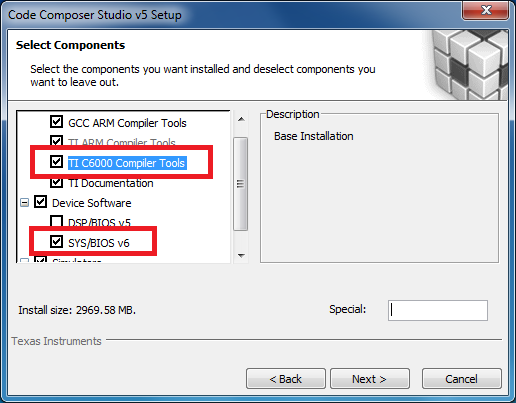 Code Composer Studio v5 Setup
Select Components
Select the components you want installed and deselect components you
want to leave out.
GCC ARM Compiler Tools
TI ARM Compiler Tools
TI C6000 Compiler Tools
TI Documentation
Device Software
DSP/BIOS v5
SYS/BIOS v6
Simulators
Description
Base Installation
Install size: 2969.58 MB.
Special:
Texas Instruments
< Back
Next >
Cancel